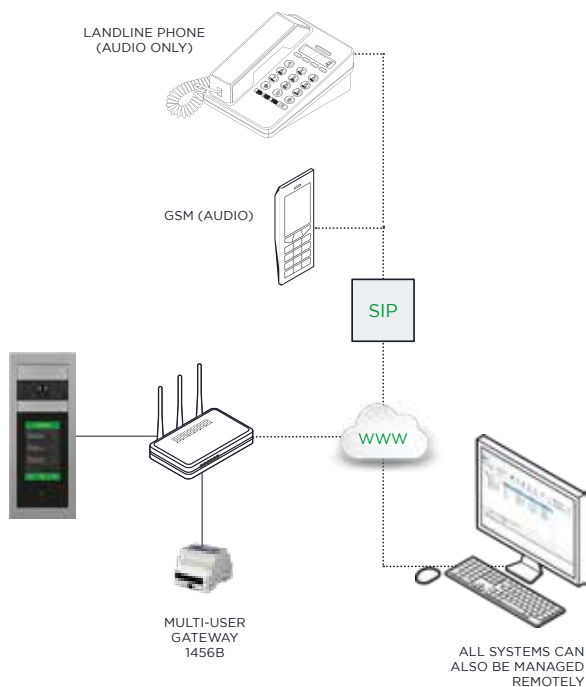 LANDLINE PHONE
(AUDIO ONLY)
GSM (AUDIO)
SIP
WWW
MULTI-USER
GATEWAY
1456B
ALL SYSTEMS CAN
ALSO BE MANAGED
REMOTELY